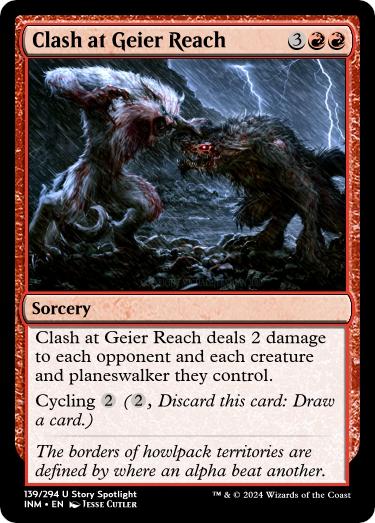 Clash at Geier Reach 3
Sorcery
Clash at Geier Reach deals 2 damage
to each opponent and each creature
and planeswalker they control.
Cycling 2 (2, Discard this card: Draw
a card.)
The borders of howlpack territories are
defined by where an alpha beat another.
139/294 U Story Spotlight
INM • EN Jesse Cutler
™ & © 2024 Wizards of the Coast